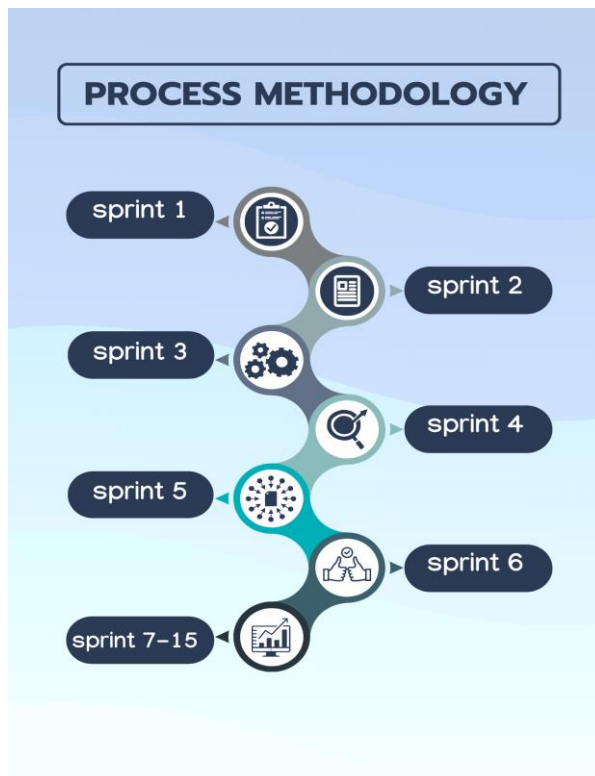 PROCESS METHODOLOGY
sprint 1
sprint 2
sprint 3
sprint 4
sprint 5
sprint 6
sprint 7-15